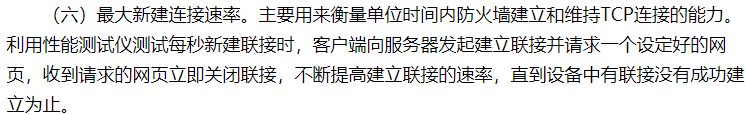 （六）最大新建连接速率。主要用来衡量单位时间内防火墙建立和维持TCP连接的能力。
利用性能测试仪测试每秒新建联接时，客户端向服务器发起建立联接并请求一个设定好的网
页，收到请求的网页立即关闭联接，不断提高建立联接的速率，直到设备中有联接没有成功建
立为止。